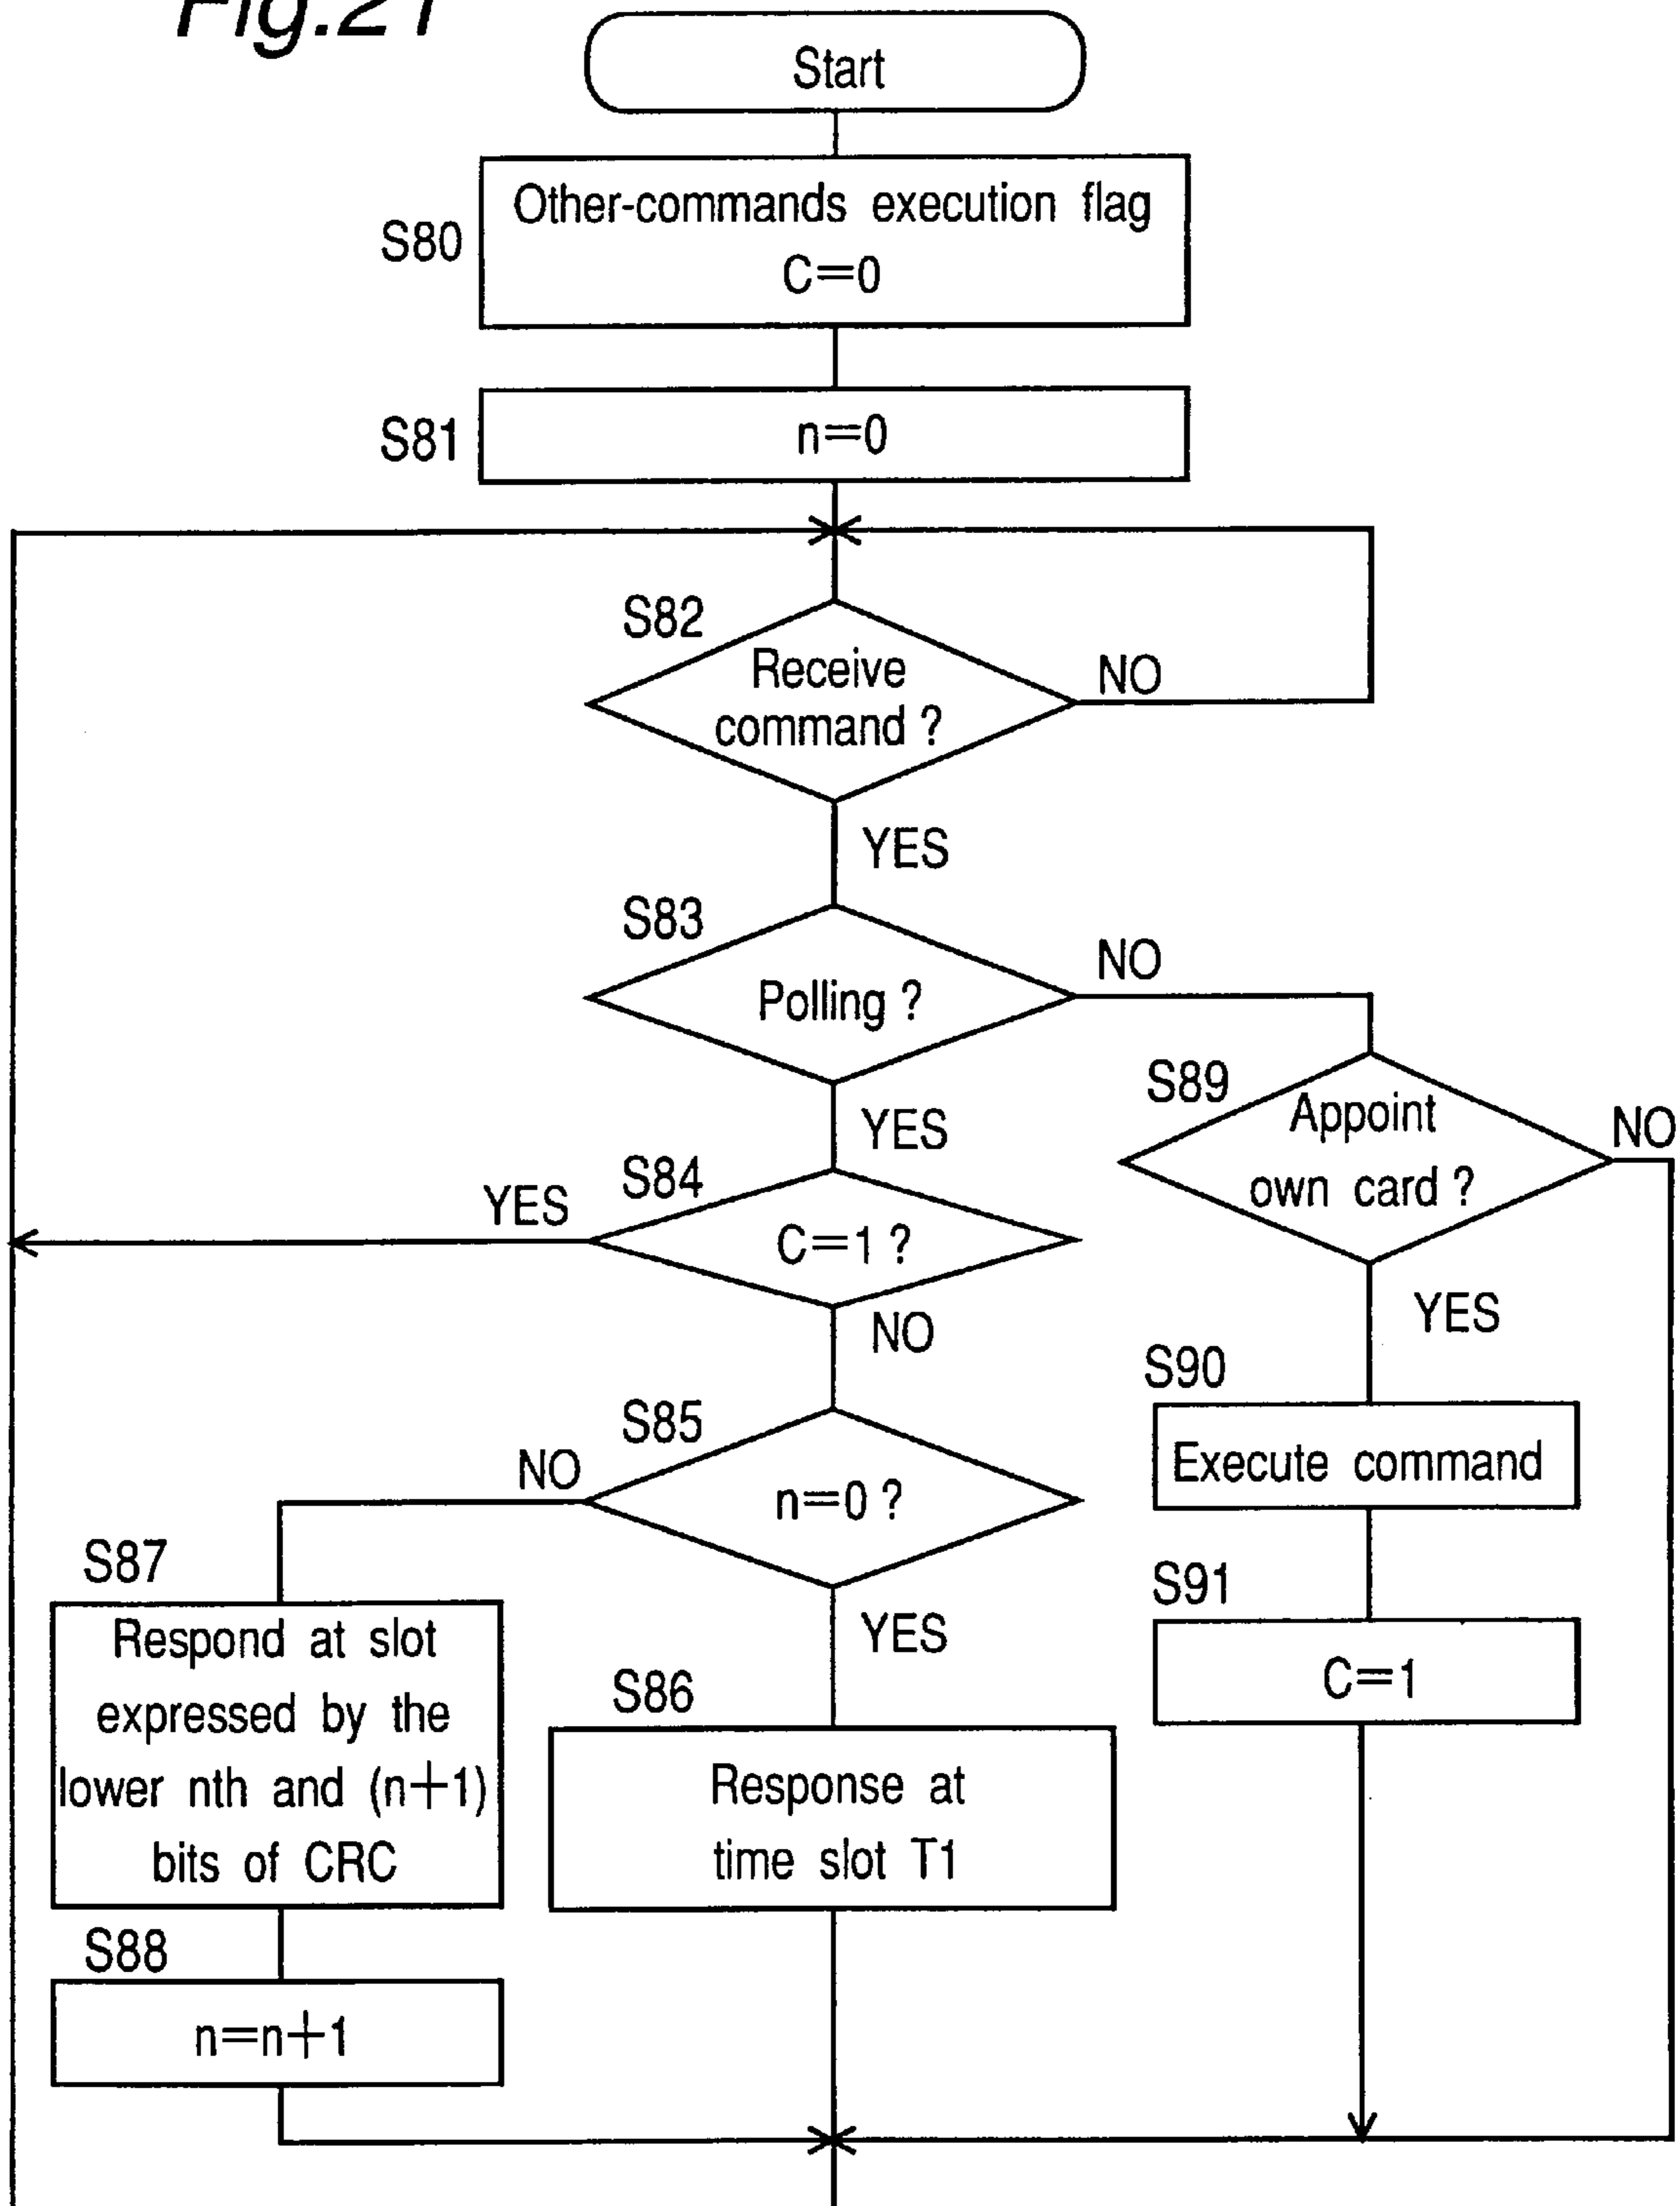 Fig.21
Start
S80
Other-commands execution flag
C=0
S81
n=0
S82
Receive
command ?
NO
YES
S83
Polling ?
NO
YES
S84
C=1 ?
YES
NO
S89
Appoint
own card ?
NO
YES
S85
n=0 ?
NO
YES
S90
Execute command
S91
C=1
S87
Respond at slot
expressed by the
lower nth and (n+1)
bits of CRC
S86
Response at
time slot T1
S88
n=n+1